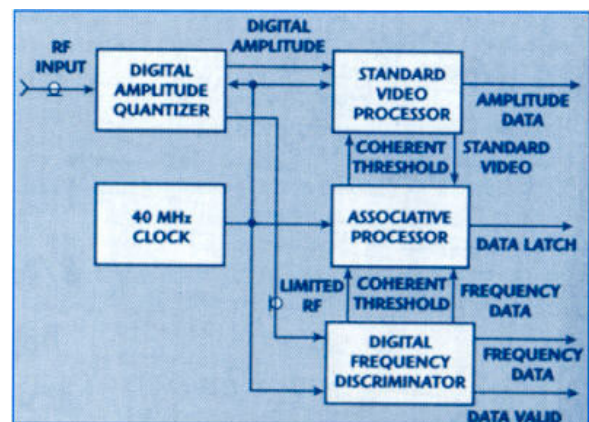 RF
INPUT
DIGITAL
AMPLITUDE
QUANTIZER
DIGITAL
AMPLITUDE
STANDARD
VIDEO
PROCESSOR
AMPLITUDE
DATA
COHERENT
THRESHOLD
STANDARD
VIDEO
40 MHz
CLOCK
ASSOCIATIVE
PROCESSOR
DATA LATCH
LIMITED
RF
COHERENT
THRESHOLD
FREQUENCY
DATA
DIGITAL
FREQUENCY
DISCRIMINATOR
FREQUENCY
DATA
DATA VALID